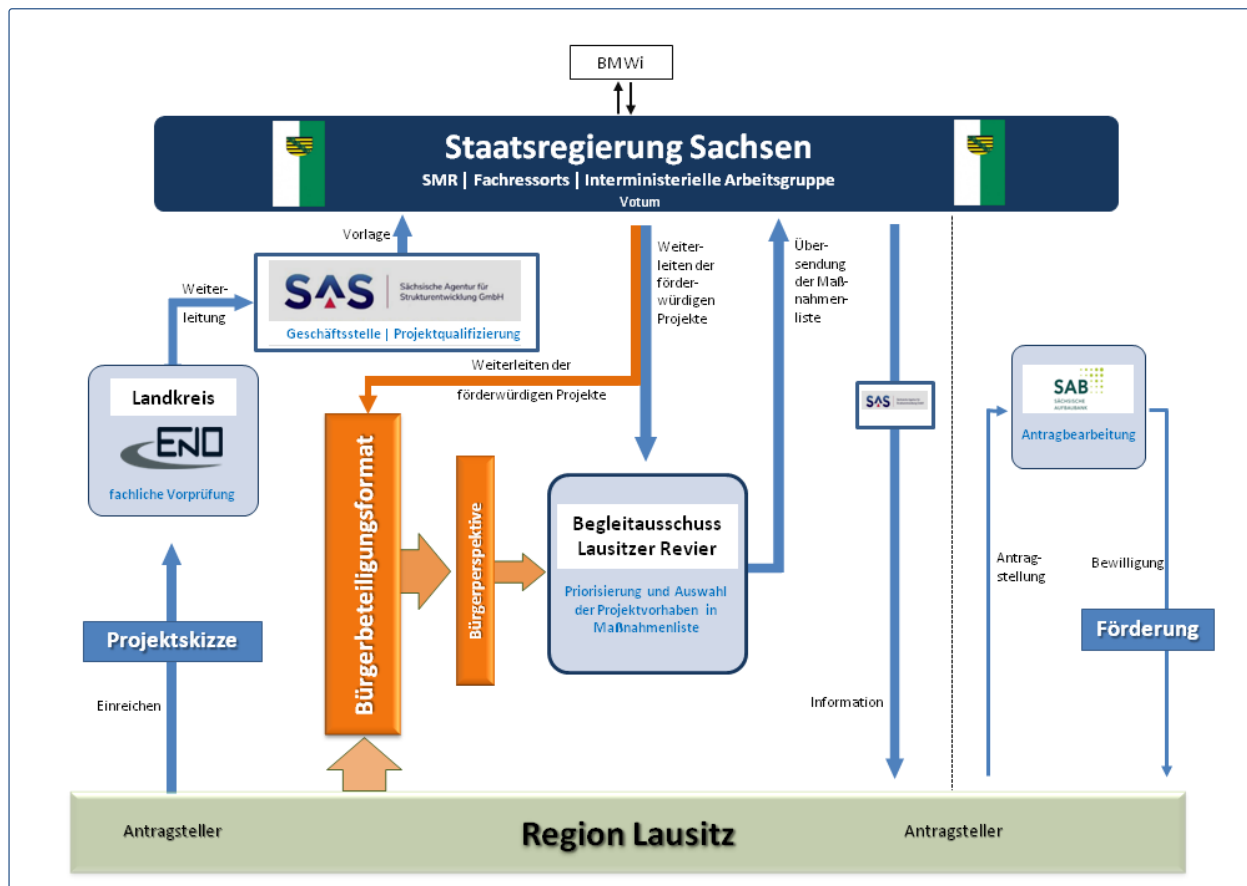 BMWi
Staatsregierung Sachsen
SMR | Fachressorts | Interministerielle Arbeitsgruppe
Votum
Vorlage
SAS
Sächsische Agentur für
Strukturentwicklung GmbH
Geschäftsstelle | Projektqualifizierung
Weiter-
leitung
Landkreis
ENO
fachliche Vorprüfung
Projektskizze
Einreichen
Weiterleiten der
förderwürdigen Projekte
Bürgerbeteiligungsformat
Bürgerperspektive
Weiter-
leiten der
förder-
würdigen
Projekte
Begleitausschuss
Lausitzer Revier
Priorisierung und Auswahl
der Projektvorhaben in
Maßnahmenliste
Über-
sendung
der Maß-
nahmen-
liste
SAS
Information
SAB
SÄCHSISCHE
AUFBAUBANK
Antragbearbeitung
Antrag-
stellung
Bewilligung
Förderung
Antragsteller
Region Lausitz
Antragsteller